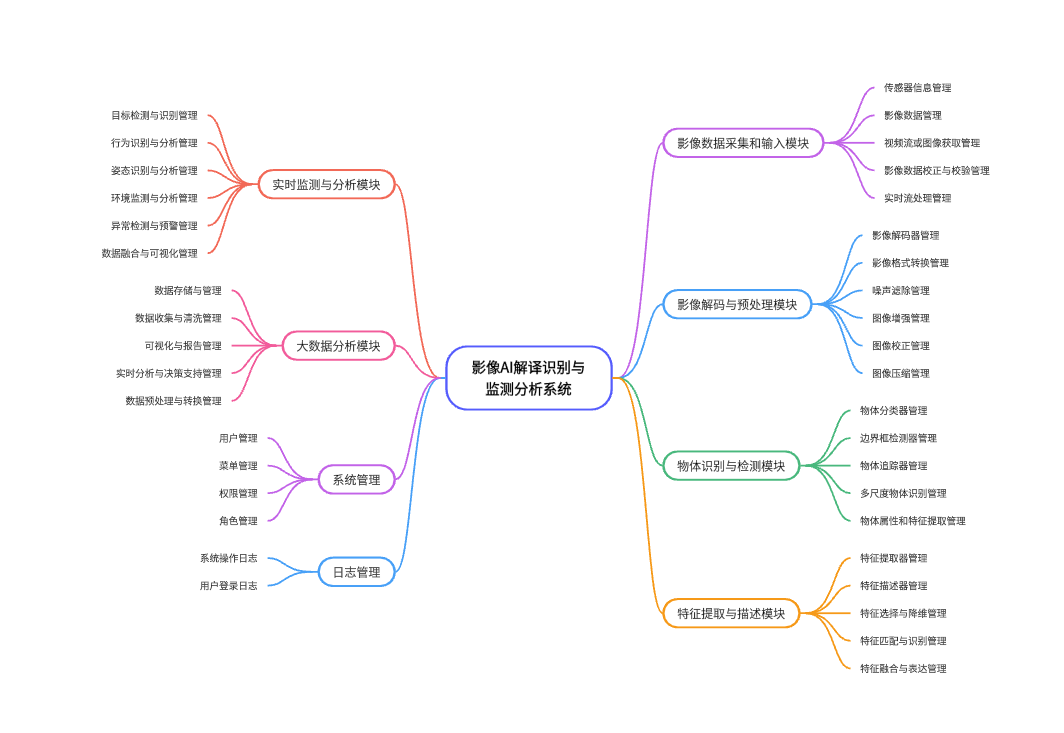 影像AI解译识别与
监测分析系统
影像数据采集和输入模块
传感器信息管理
影像数据管理
视频流或图像获取管理
影像数据校正与校验管理
实时流处理管理
影像解码与预处理模块
影像解码器管理
影像格式转换管理
噪声滤除管理
图像增强管理
图像校正管理
图像压缩管理
物体识别与检测模块
物体分类器管理
边界框检测器管理
物体追踪器管理
多尺度物体识别管理
物体属性和特征提取管理
特征提取与描述模块
特征提取器管理
特征描述器管理
特征选择与降维管理
特征匹配与识别管理
特征融合与表达管理
实时监测与分析模块
目标检测与识别管理
行为识别与分析管理
姿态识别与分析管理
环境监测与分析管理
异常检测与预警管理
数据融合与可视化管理
大数据分析模块
数据存储与管理
数据收集与清洗管理
可视化与报告管理
实时分析与决策支持管理
数据预处理与转换管理
系统管理
用户管理
菜单管理
权限管理
角色管理
日志管理
系统操作日志
用户登录日志